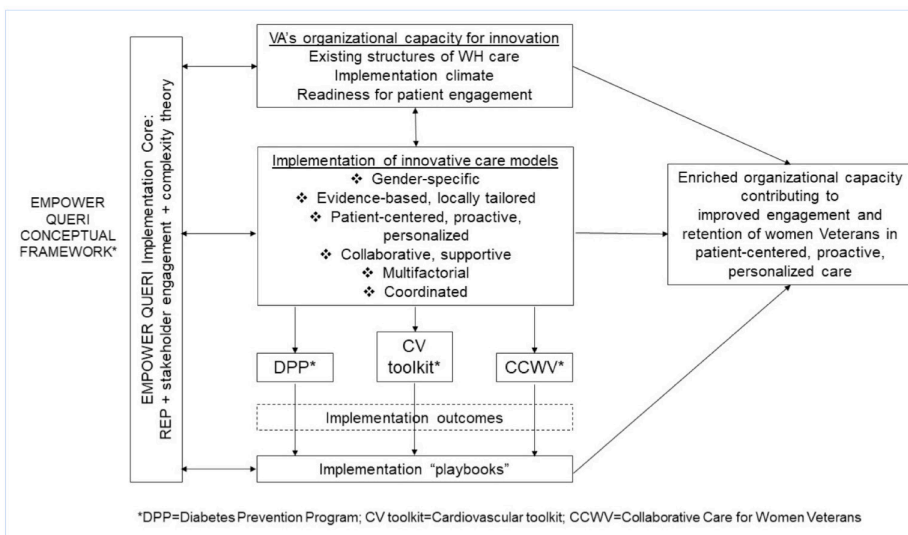 EMPOWER
QUERI
CONCEPTUAL
FRAMEWORK*
EMPOWER QUERI Implementation Core:
REP + stakeholder engagement + complexity theory
VA's organizational capacity for innovation
Existing structures of WH care
Implementation climate
Readiness for patient engagement
Implementation of innovative care models
❖ Gender-specific
❖ Evidence-based, locally tailored
❖ Patient-centered, proactive,
personalized
❖ Collaborative, supportive
❖ Multifactorial
❖ Coordinated
DPP*
CV
toolkit*
CCWV*
Implementation outcomes
Implementation “playbooks”
Enriched organizational capacity
contributing to
improved engagement and
retention of women Veterans in
patient-centered, proactive,
personalized care
*DPP=Diabetes Prevention Program; CV toolkit=Cardiovascular toolkit; CCWV=Collaborative Care for Women Veterans